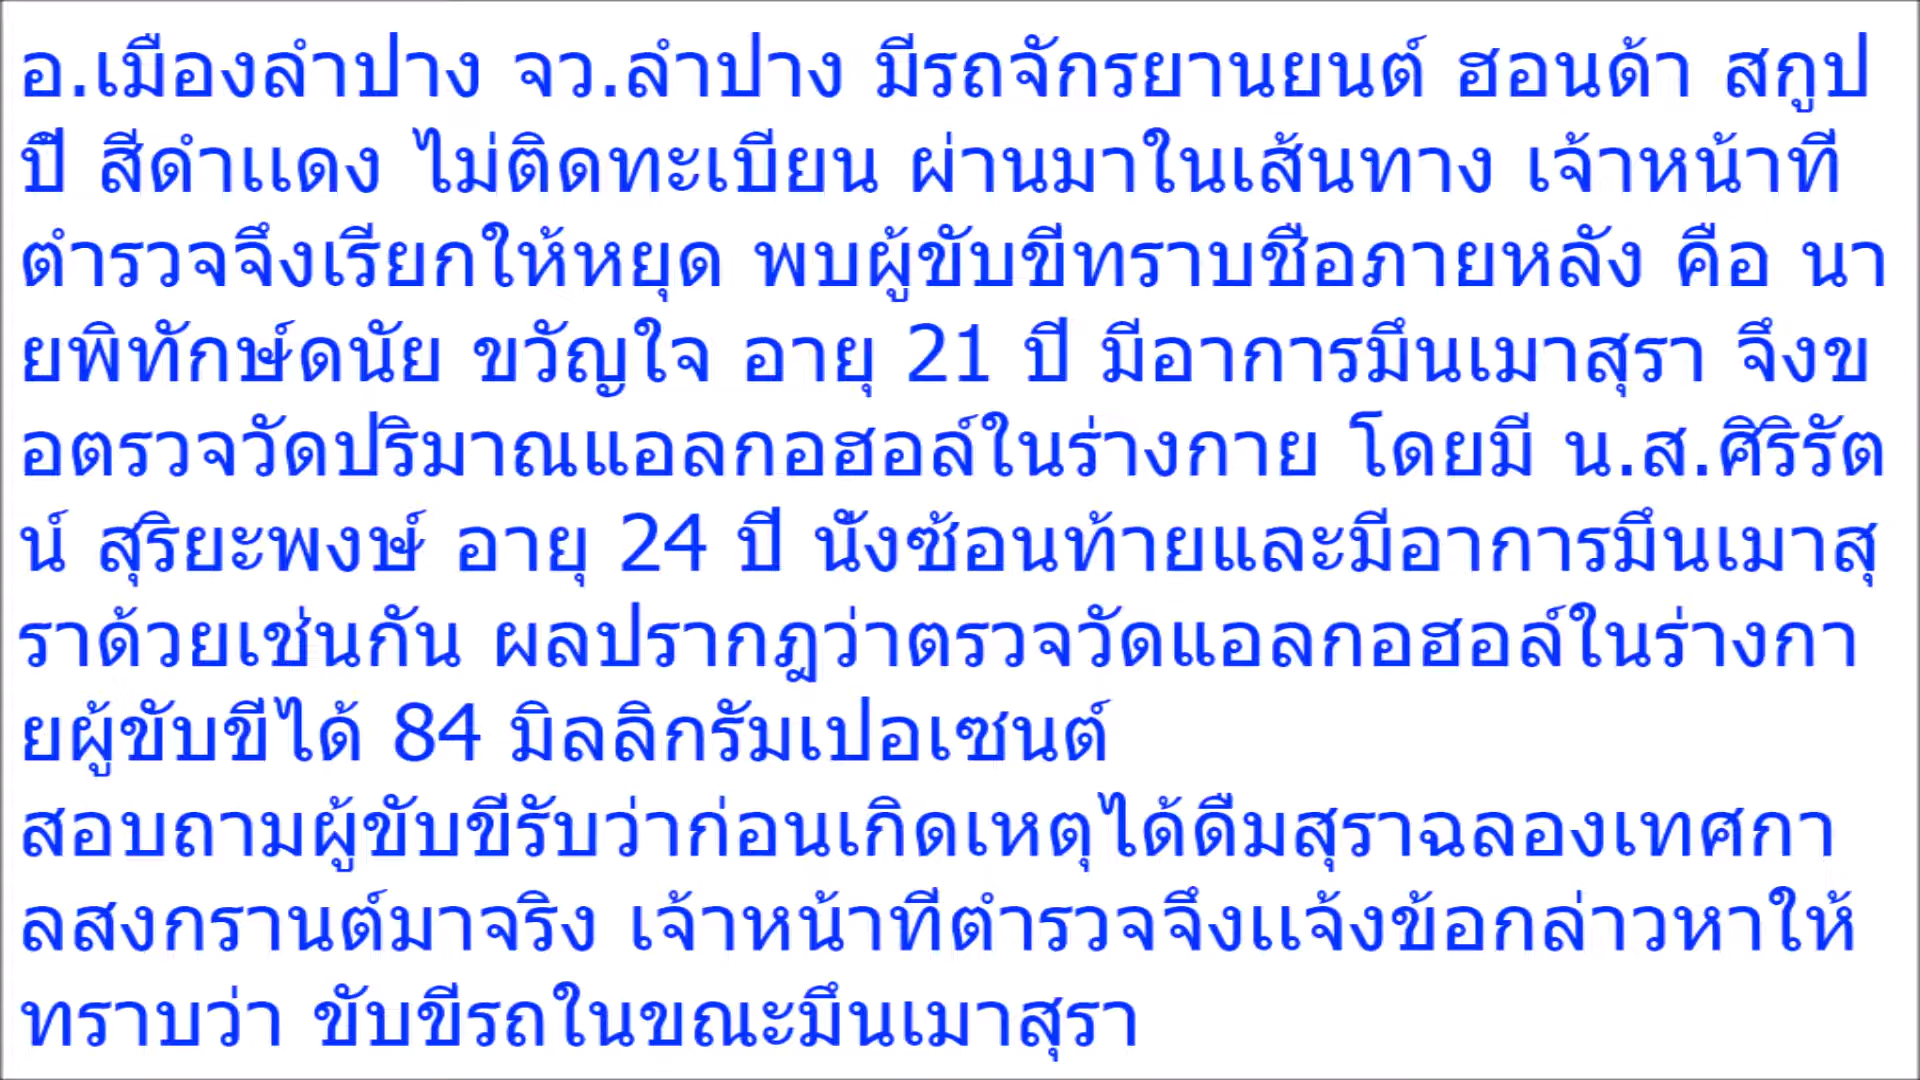 อ.เมืองลำปาง จว.ลำปาง มีรถจักรยานยนต์ ฮอนด้า สกูป
ปี้ สีดำแดง ไม่ติดทะเบียน ผ่านมาในเส้นทาง เจ้าหน้าที่
ตำรวจจึงเรียกให้หยุด พบผู้ขับขี่ทราบชื่อภายหลัง คือ นา
ยพิทักษ์ดนัย ขวัญใจ อายุ 21 ปี มีอาการมึนเมาสุรา จึงข
อตรวจวัดปริมาณแอลกอฮอล์ในร่างกาย โดยมี น.ส.ศิริรัต
น์ สุริยะพงษ์ อายุ 24 ปี นั่งซ้อนท้ายและมีอาการมึนเมาสุ
ราด้วยเช่นกัน ผลปรากฎว่าตรวจวัดแอลกอฮอล์ในร่างกา
ยผู้ขับขี่ได้ 84 มิลลิกรัมเปอเซนต์
สอบถามผู้ขับขี่รับว่าก่อนเกิดเหตุได้ดื่มสุราฉลองเทศกา
ลสงกรานต์มาจริง เจ้าหน้าที่ตำรวจจึงแจ้งข้อกล่าวหาให้
ทราบว่า ขับขี่รถในขณะมึนเมาสุรา